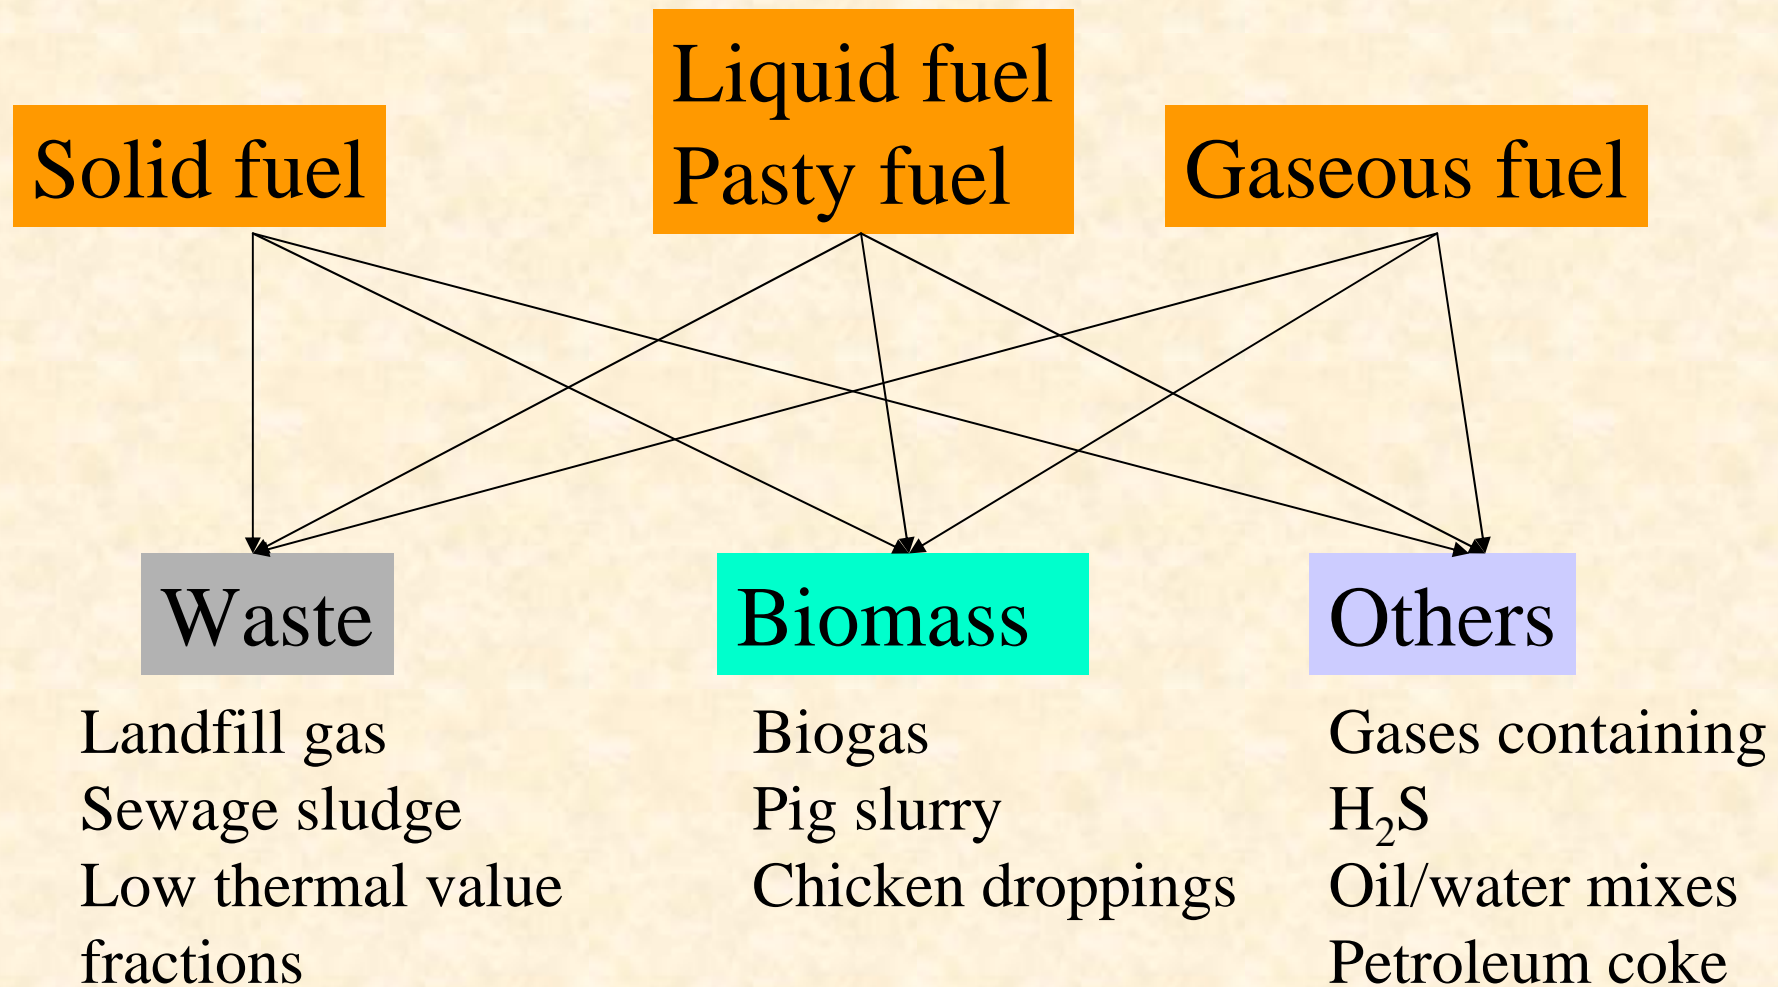 Solid fuel
Liquid fuel
Pasty fuel
Gaseous fuel
Waste
Landfill gas
Sewage sludge
Low thermal value
fractions
Biomass
Biogas
Pig slurry
Chicken droppings
Others
Gases containing
H₂S
Oil/water mixes
Petroleum coke